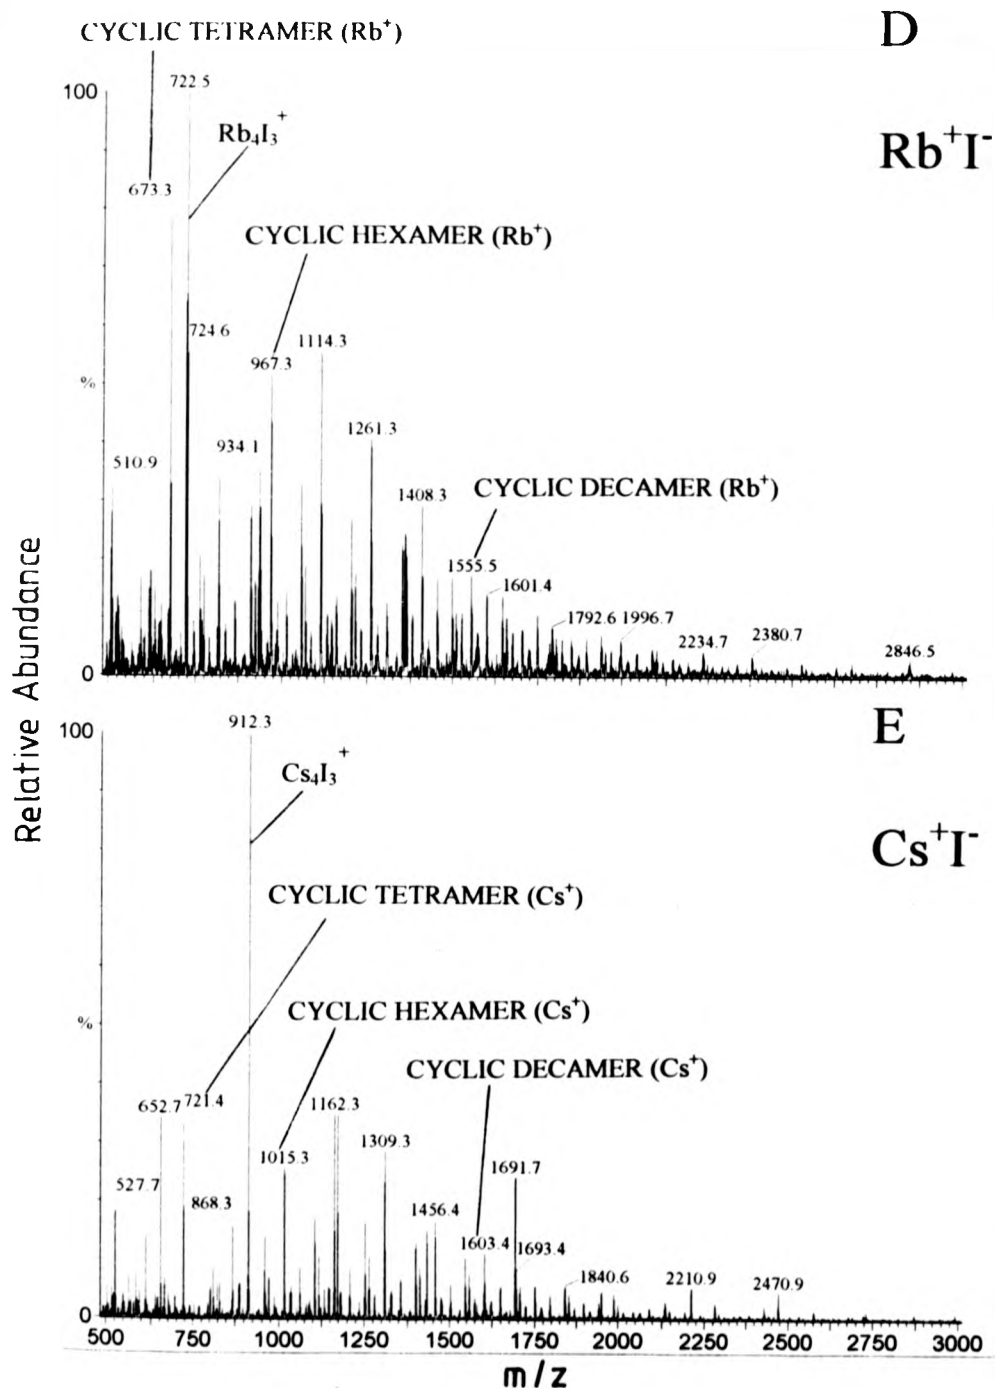 CYCLIC TETRAMER (Rb⁺)
D
Rb⁺I⁻
100
722.5
Rb₄I₃⁺
673.3
CYCLIC HEXAMER (Rb⁺)
724.6
1114.3
967.3
%
1261.3
934.1
510.9
CYCLIC DECAMER (Rb⁺)
1408.3
1555.5
1601.4
1792.6
1996.7
2234.7
2380.7
2846.5
0
Relative Abundance
E
Cs⁺I⁻
100
912.3
Cs₄I₃⁺
CYCLIC TETRAMER (Cs⁺)
CYCLIC HEXAMER (Cs⁺)
%
CYCLIC DECAMER (Cs⁺)
652.7
721.4
1162.3
1309.3
1015.3
1691.7
527.7
868.3
1456.4
1603.4
1693.4
1840.6
2210.9
2470.9
0
500 750 1000 1250 1500 1750 2000 2250 2500 2750 3000
m/z